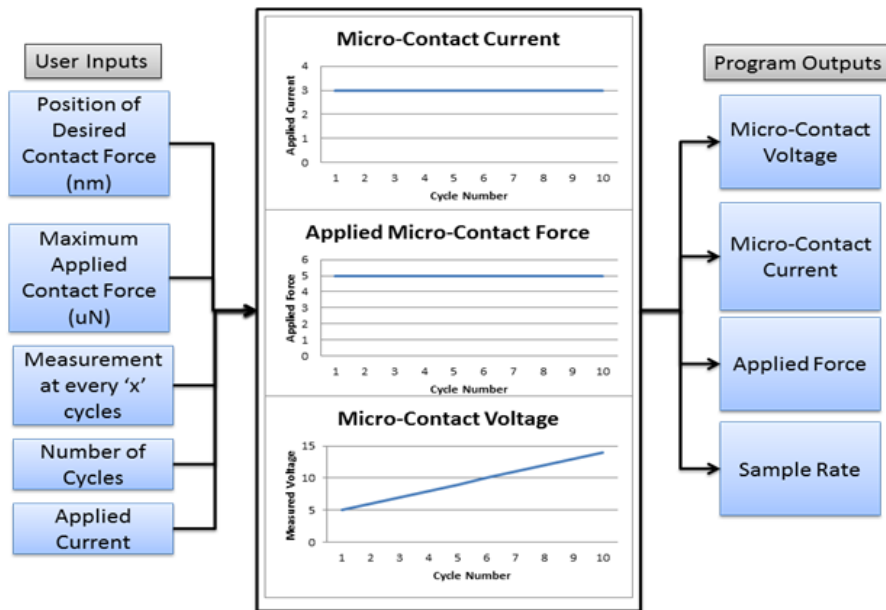 User Inputs
Position of
Desired
Contact Force
(nm)
Maximum
Applied
Contact Force
(uN)
Measurement
at every ‘x’
cycles
Number of
Cycles
Applied
Current
Micro-Contact Current
Applied Current
4
3
2
1
0
1 2 3 4 5 6 7 8 9 10
Cycle Number
Applied Micro-Contact Force
Applied Force
6
5
4
3
2
1
0
1 2 3 4 5 6 7 8 9 10
Cycle Number
Micro-Contact Voltage
Measured Voltage
15
10
5
0
1 2 3 4 5 6 7 8 9 10
Cycle Number
Program Outputs
Micro-Contact
Voltage
Micro-Contact
Current
Applied Force
Sample Rate